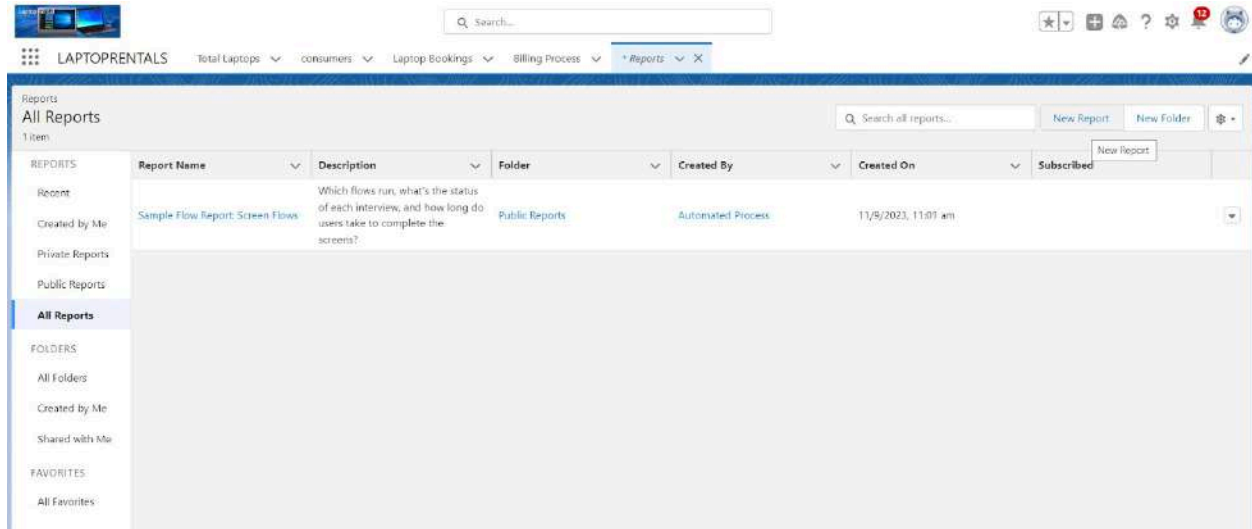 Search...
12
LAPTOPRENTALS Total Laptops consumers Laptop Bookings Billing Process * Reports
Reports
All Reports
1 item
Search all reports...
New Report New Folder
New Report
REPORTS
Report Name Description Folder Created By Created On Subscribed
Recent
Created by Me
Private Reports
Public Reports
All Reports
Sample Flow Report: Screen Flows
Which flows run, what's the status
of each interview, and how long do
users take to complete the
screens?
Public Reports
Automated Process
11/9/2023, 11:01 am
FOLDERS
All Folders
Created by Me
Shared with Me
FAVORITES
All Favorites